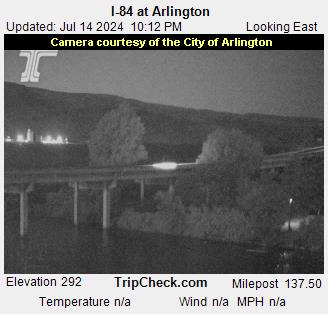 I-84 at Arlington
Updated: Jul 14 2024 10:12 PM Looking East
Camera courtesy of the City of Arlington
Elevation 292 TripCheck.com Milepost 137.50
Temperature n/a Wind n/a MPH n/a